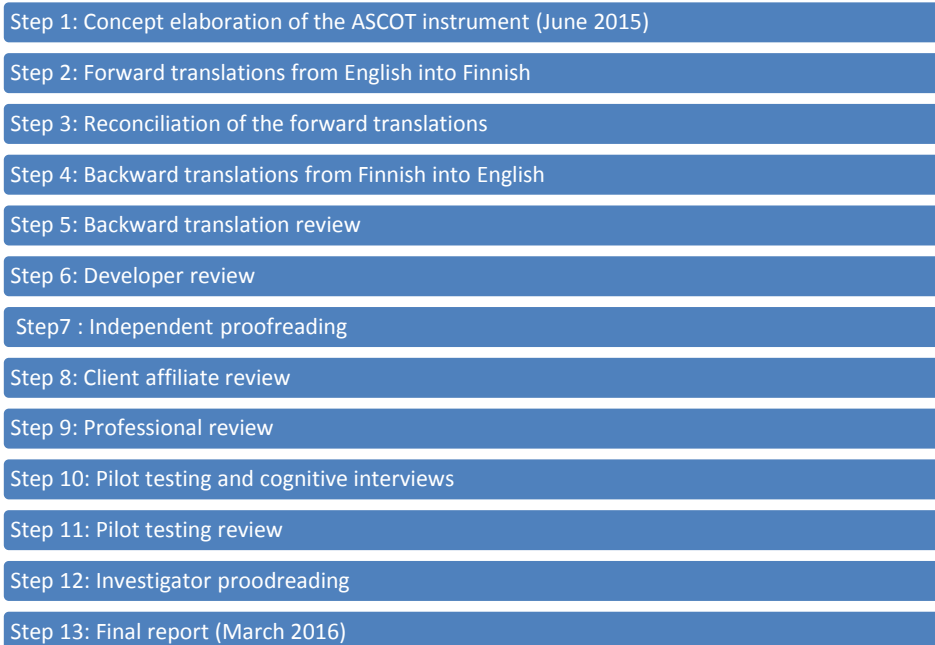 Step 1: Concept elaboration of the ASCOT instrument (June 2015)
Step 2: Forward translations from English into Finnish
Step 3: Reconciliation of the forward translations
Step 4: Backward translations from Finnish into English
Step 5: Backward translation review
Step 6: Developer review
Step7 : Independent proofreading
Step 8: Client affiliate review
Step 9: Professional review
Step 10: Pilot testing and cognitive interviews
Step 11: Pilot testing review
Step 12: Investigator proodreading
Step 13: Final report (March 2016)